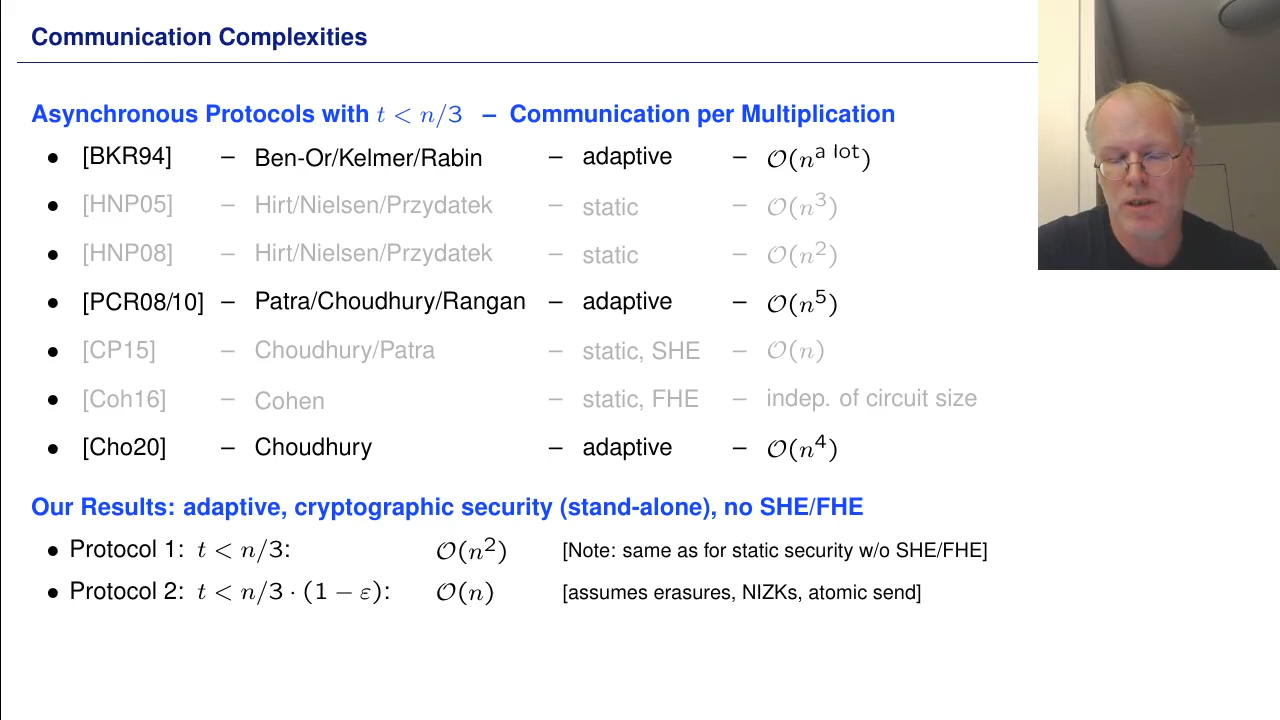 Communication Complexities
Asynchronous Protocols with t < n/3 – Communication per Multiplication
• [BKR94] – Ben-Or/Kelmer/Rabin – adaptive – O(n^a lot)
• [HNP05] – Hirt/Nielsen/Przydatek – static – O(n^3)
• [HNP08] – Hirt/Nielsen/Przydatek – static – O(n^2)
• [PCR08/10] – Patra/Choudhury/Rangan – adaptive – O(n^5)
• [CP15] – Choudhury/Patra – static, SHE – O(n)
• [Coh16] – Cohen – static, FHE – indep. of circuit size
• [Cho20] – Choudhury – adaptive – O(n^4)
Our Results: adaptive, cryptographic security (stand-alone), no SHE/FHE
• Protocol 1: t < n/3: O(n^2) [Note: same as for static security w/o SHE/FHE]
• Protocol 2: t < n/3 · (1 − ε): O(n) [assumes erasures, NIZKs, atomic send]